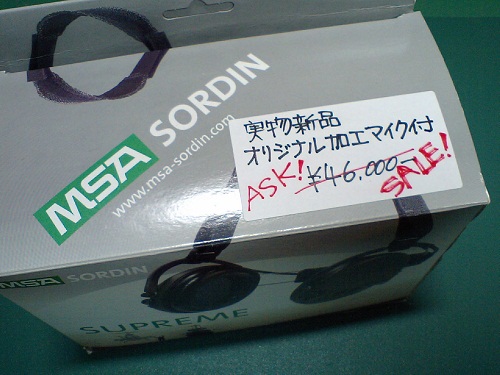 MSA SORDIN
www.msa-sordin.com
実物新品
オリジナル加工マイク付
ASK! ¥46.000- SALE!
MSA SORDIN
SUPREME